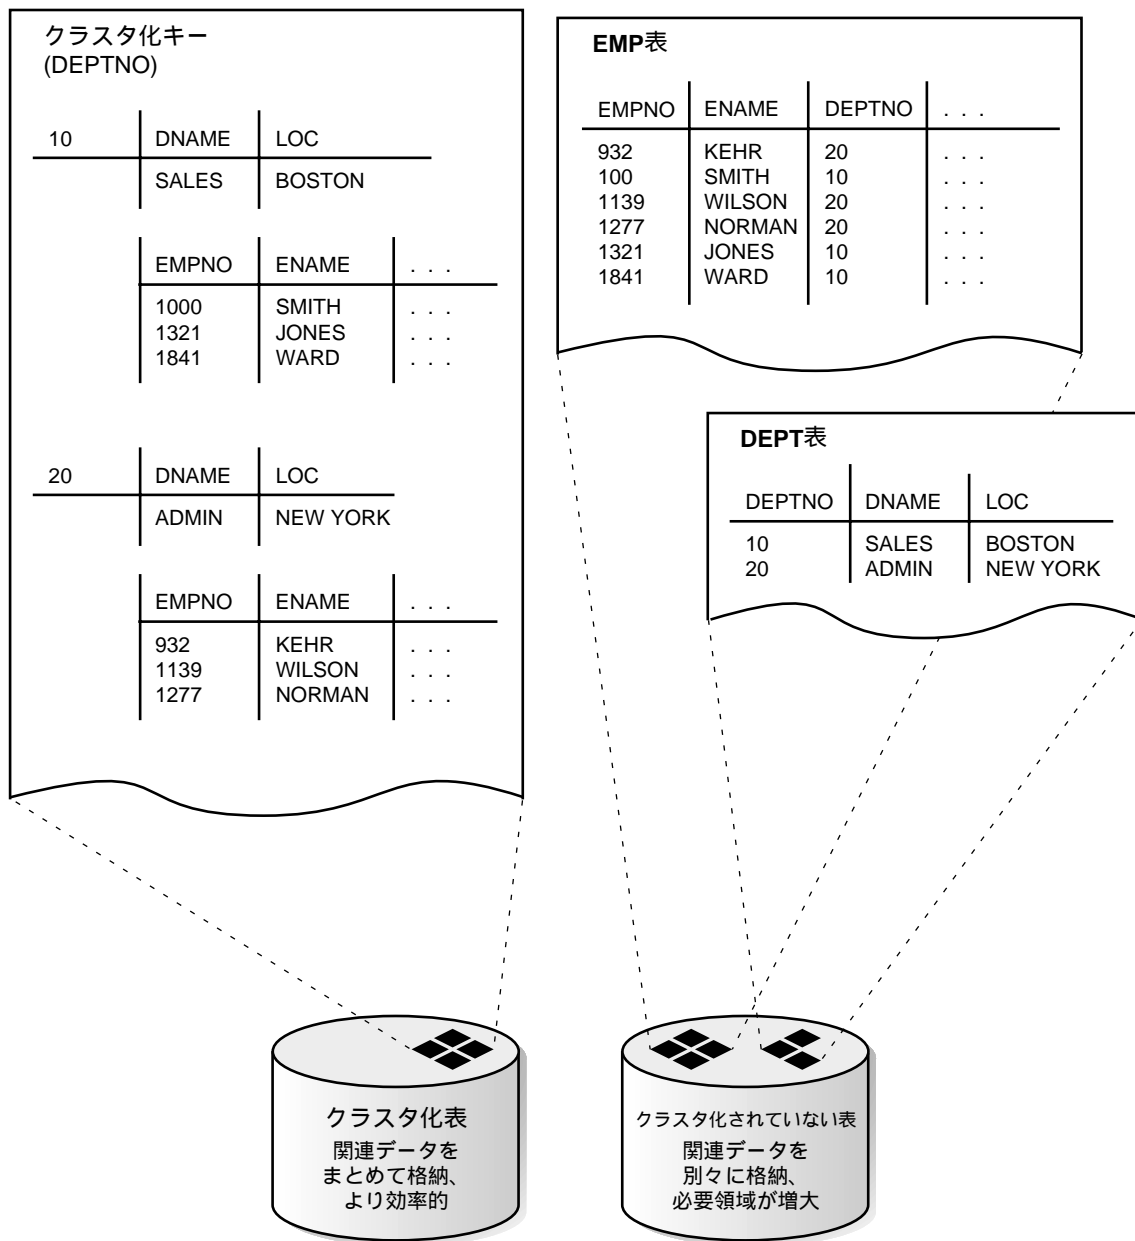 クラスタ化キー
(DEPTNO)
10 DNAME LOC
SALES BOSTON
EMPNO ENAME . . .
1000 SMITH . . .
1321 JONES . . .
1841 WARD . . .
20 DNAME LOC
ADMIN NEW YORK
EMPNO ENAME . . .
932 KEHR . . .
1139 WILSON . . .
1277 NORMAN . . .
EMP表
EMPNO ENAME DEPTNO . . .
932 KEHR 20 . . .
100 SMITH 10 . . .
1139 WILSON 20 . . .
1277 NORMAN 20 . . .
1321 JONES 10 . . .
1841 WARD 10 . . .
DEPT表
DEPTNO DNAME LOC
10 SALES BOSTON
20 ADMIN NEW YORK
クラスタ化表
関連データを
まとめて格納、
より効率的
クラスタ化されていない表
関連データを
別々に格納、
必要領域が増大